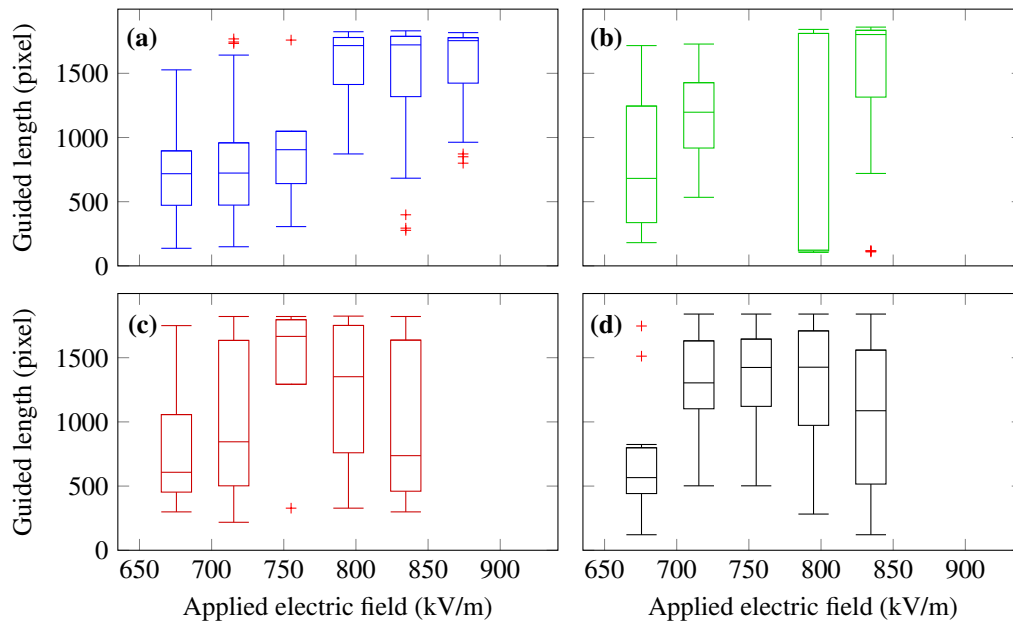 (a)
(b)
Guided length (pixel)
1500
1000
500
0
(c)
(d)
Guided length (pixel)
1500
1000
500
0
650 700 750 800 850 900
650 700 750 800 850 900
Applied electric field (kV/m)
Applied electric field (kV/m)